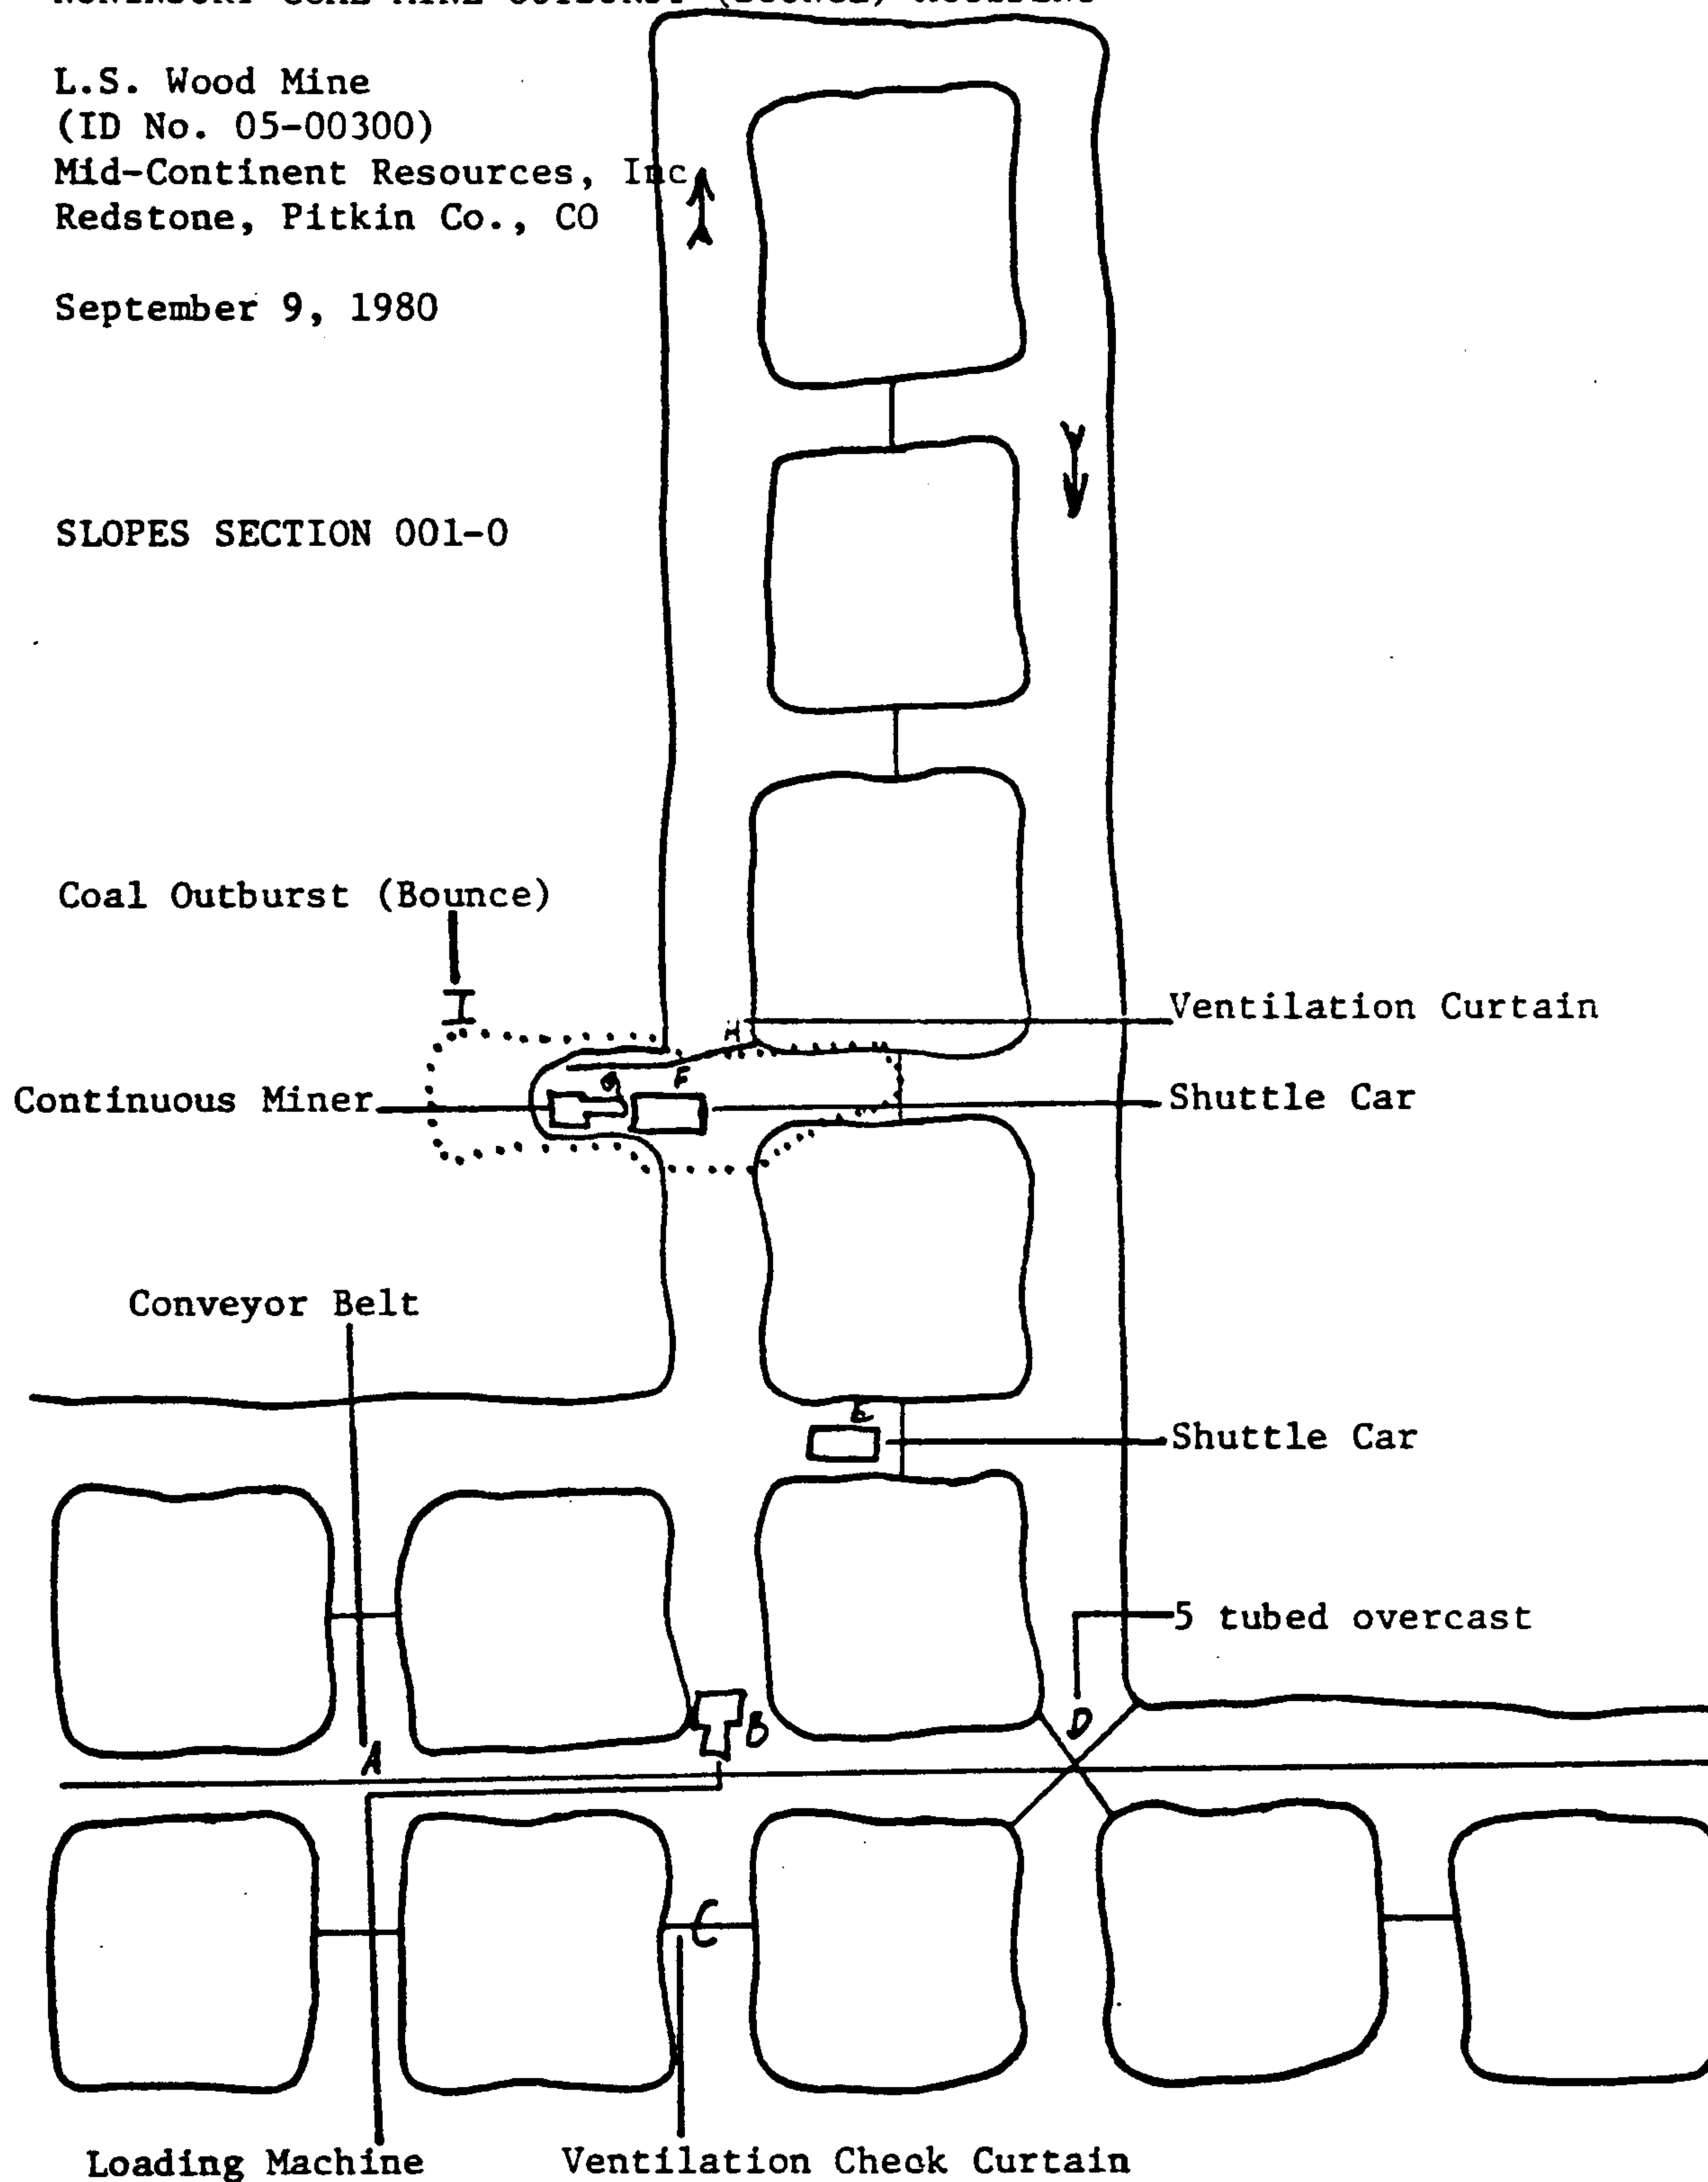 L.S. Wood Mine
(ID No. 05-00300)
Mid-Continent Resources, Inc
Redstone, Pitkin Co., CO
September 9, 1980
SLOPES SECTION 001-0
Coal Outburst (Bounce)
I
Ventilation Curtain
H
F
Continuous Miner
Shuttle Car
Conveyor Belt
E
Shuttle Car
5 tubed overcast
B
D
A
C
Loading Machine
Ventilation Check Curtain